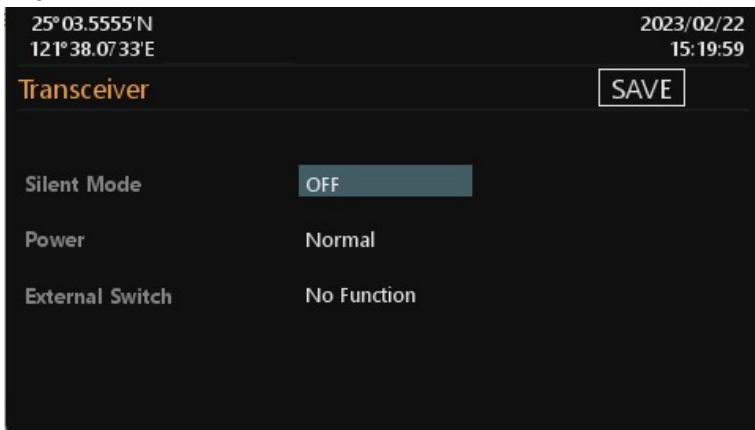 25°03.5555'N 2023/02/22
121°38.0733'E 15:19:59
Transceiver SAVE
Silent Mode OFF
Power Normal
External Switch No Function